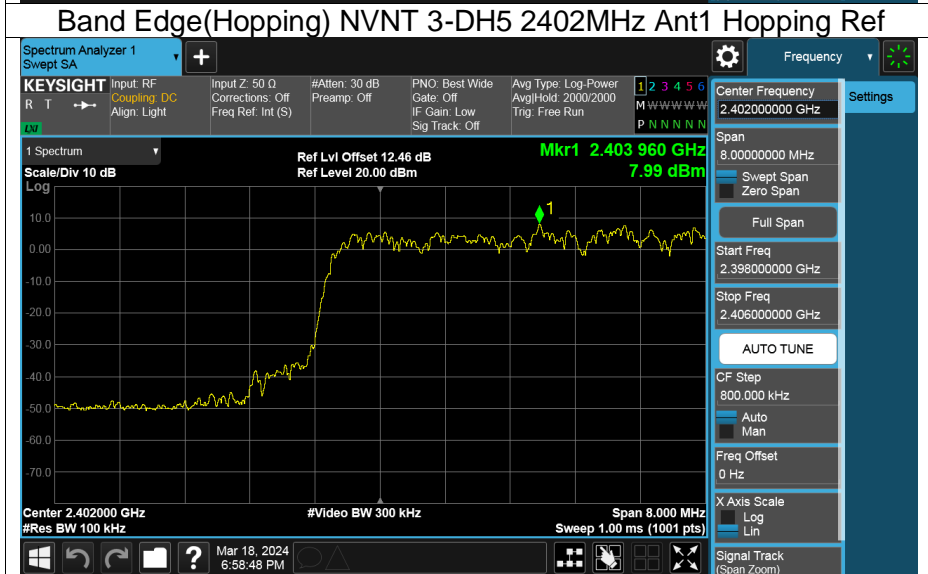 Band Edge(Hopping) NVNT 3-DH5 2402MHz Ant1 Hopping Ref
Spectrum Analyzer 1
Swept SA
Frequency
KEYSIGHT
R T
LXI
Input: RF
Coupling: DC
Align: Light
Input Z: 50 Ω
Corrections: Off
Freq Ref: Int (S)
#Atten: 30 dB
Preamp: Off
PNO: Best Wide
Gate: Off
IF Gain: Low
Sig Track: Off
Avg Type: Log-Power
Avg|Hold: 2000/2000
Trig: Free Run
1 2 3 4 5 6
M W W W W W
P N N N N N
1 Spectrum
Scale/Div 10 dB
Ref Lvl Offset 12.46 dB
Ref Level 20.00 dBm
Mkr1 2.403 960 GHz
7.99 dBm
Log
10.0
0.00
-10.0
-20.0
-30.0
-40.0
-50.0
-60.0
-70.0
1
Center 2.402000 GHz
#Res BW 100 kHz
#Video BW 300 kHz
Span 8.000 MHz
Sweep 1.00 ms (1001 pts)
Mar 18, 2024
6:58:48 PM
Center Frequency
2.402000000 GHz
Settings
Span
8.00000000 MHz
Swept Span
Zero Span
Full Span
Start Freq
2.398000000 GHz
Stop Freq
2.406000000 GHz
AUTO TUNE
CF Step
800.000 kHz
Auto
Man
Freq Offset
0 Hz
X Axis Scale
Log
Lin
Signal Track
(Span Zoom)